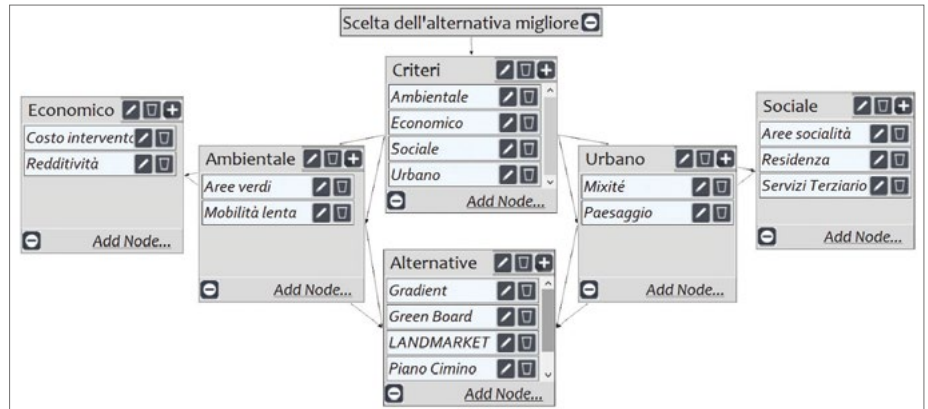 Scelta dell'alternativa migliore
Criteri
Ambientale
Economico
Sociale
Urbano
Add Node...
Economico
Costo intervento
Redditività
Add Node...
Ambientale
Aree verdi
Mobilità lenta
Add Node...
Urbano
Mixité
Paesaggio
Add Node...
Sociale
Aree socialità
Residenza
Servizi Terziario
Add Node...
Alternative
Gradient
Green Board
LANDMARKET
Piano Cimino
Add Node...